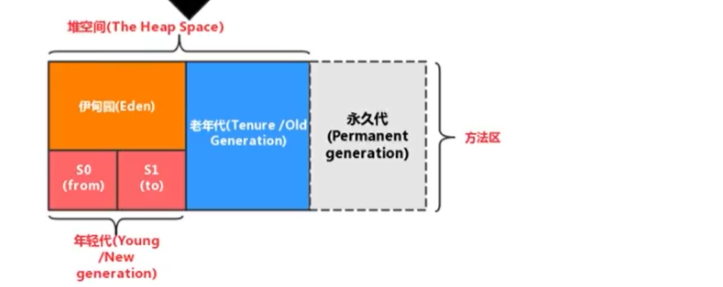 堆空间(The Heap Space)
伊甸园(Eden)
老年代(Tenure /Old
Generation)
永久代
(Permanent
generation)
方法区
S0
(from)
S1
(to)
年轻代(Young
/New
generation)